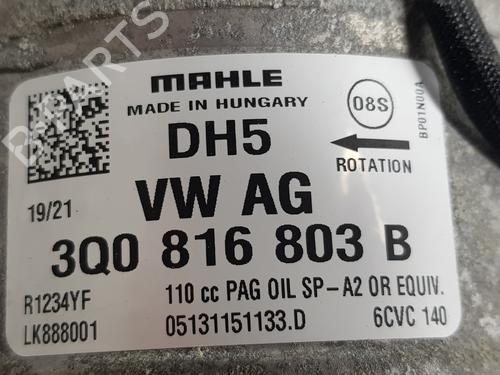 MAHLE
MADE IN HUNGARY
08S
BP01N00A
DH5
ROTATION
VW AG
19/21
3Q0 816 803 B
R1234YF
110 cc PAG OIL SP-A2 OR EQUIV.
LK888001
05131151133.D
6CVC 140
B-PARTS